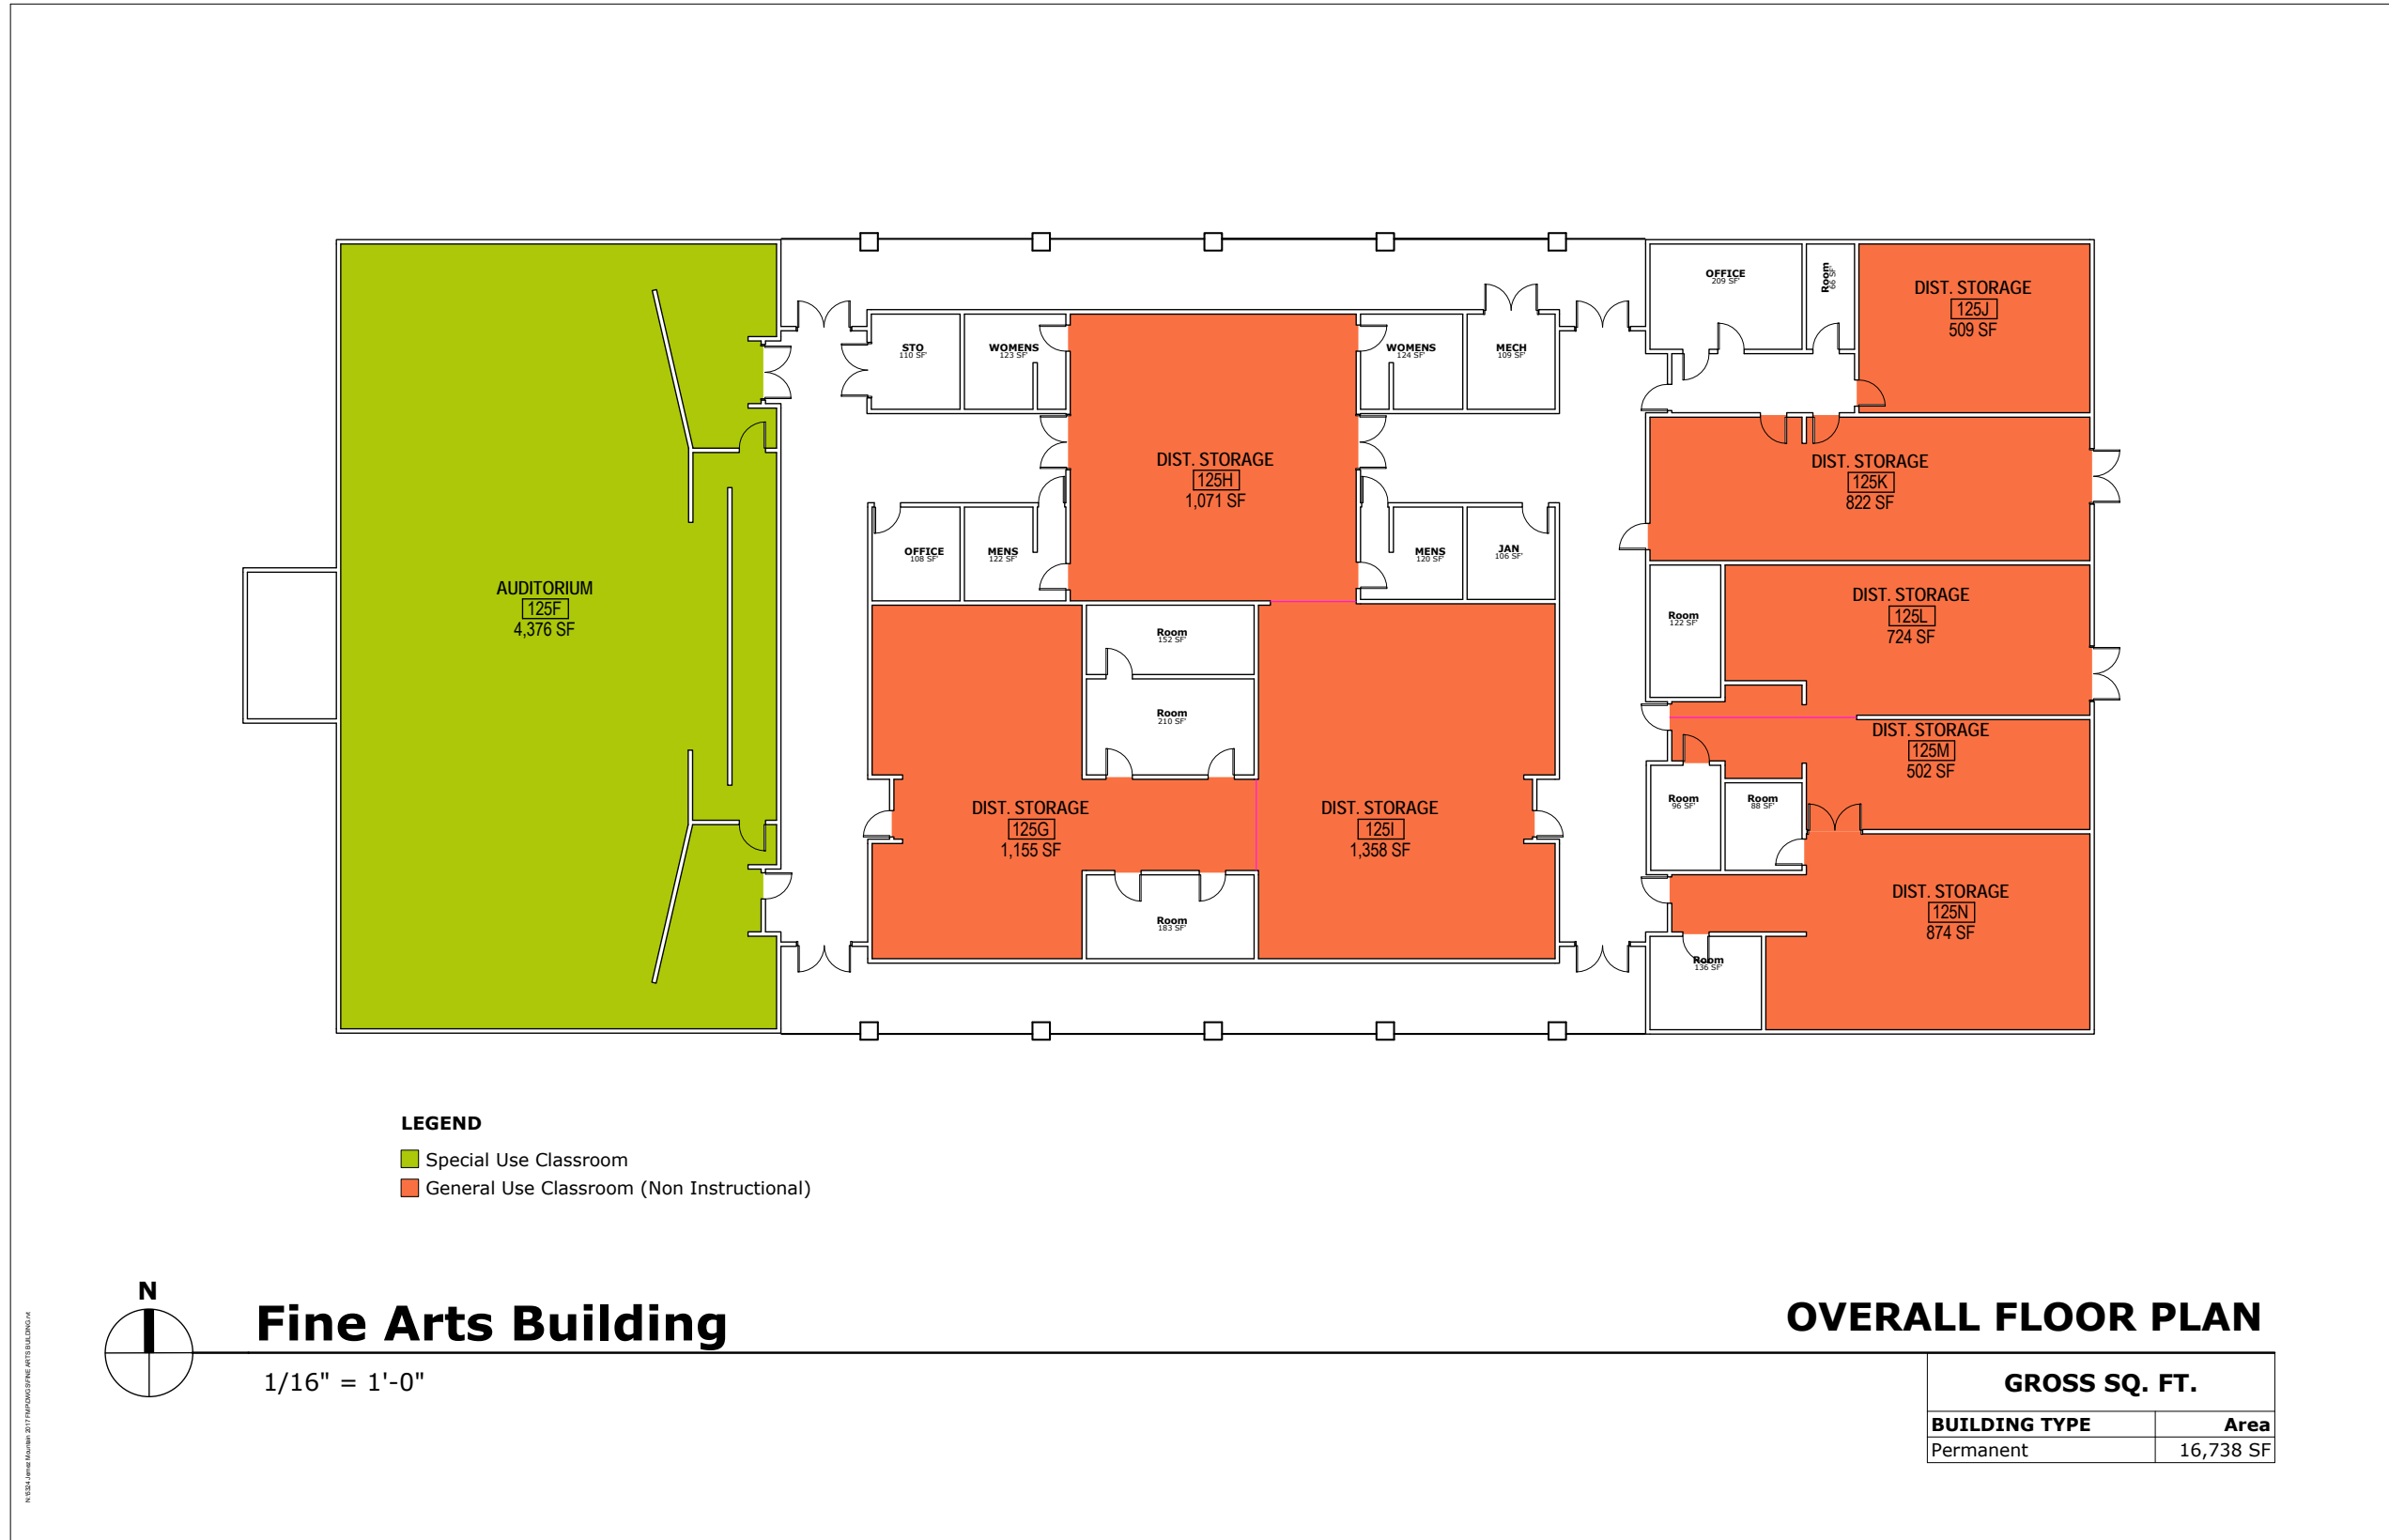 OFFICE
209 SF'
Room
66 SF'
DIST. STORAGE
125J
509 SF
STO
110 SF'
WOMENS
123 SF'
WOMENS
124 SF'
MECH
109 SF'
DIST. STORAGE
125H
1,071 SF
DIST. STORAGE
125K
822 SF
OFFICE
108 SF'
MENS
122 SF'
MENS
120 SF'
JAN
106 SF'
AUDITORIUM
125F
4,376 SF
Room
152 SF'
Room
122 SF'
DIST. STORAGE
125L
724 SF
Room
210 SF'
DIST. STORAGE
125M
502 SF
DIST. STORAGE
125G
1,155 SF
DIST. STORAGE
125I
1,358 SF
Room
96 SF'
Room
88 SF'
Room
183 SF'
DIST. STORAGE
125N
874 SF
Room
136 SF'
LEGEND
Special Use Classroom
General Use Classroom (Non Instructional)
N
Fine Arts Building
1/16" = 1'-0"
OVERALL FLOOR PLAN
GROSS SQ. FT.
BUILDING TYPE Area
Permanent 16,738 SF